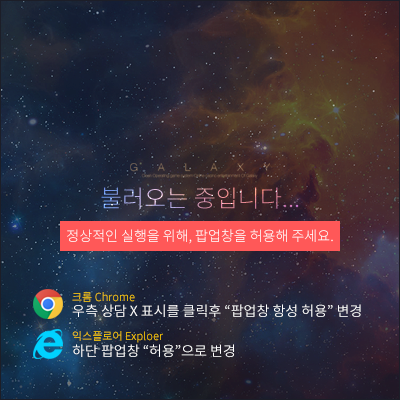 GALAXY
불러오는 중입니다...
정상적인 실행을 위해, 팝업창을 허용해 주세요.
크롬 Chrome
우측 상담 X 표시를 클릭후 “팝업창 항성 허용” 변경
익스플로어 Exploer
하단 팝업창 “허용”으로 변경